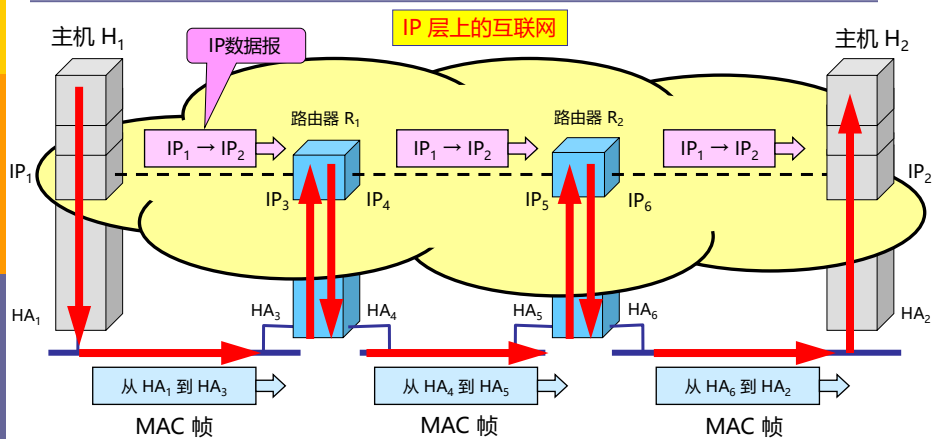 IP 层上的互联网
主机 H₁
IP数据报
主机 H₂
路由器 R₁
路由器 R₂
IP₁ → IP₂
IP₁ → IP₂
IP₁ → IP₂
IP₁
IP₃
IP₄
IP₅
IP₆
IP₂
HA₁
HA₃
HA₄
HA₅
HA₆
HA₂
从 HA₁ 到 HA₃
从 HA₄ 到 HA₅
从 HA₆ 到 HA₂
MAC 帧
MAC 帧
MAC 帧